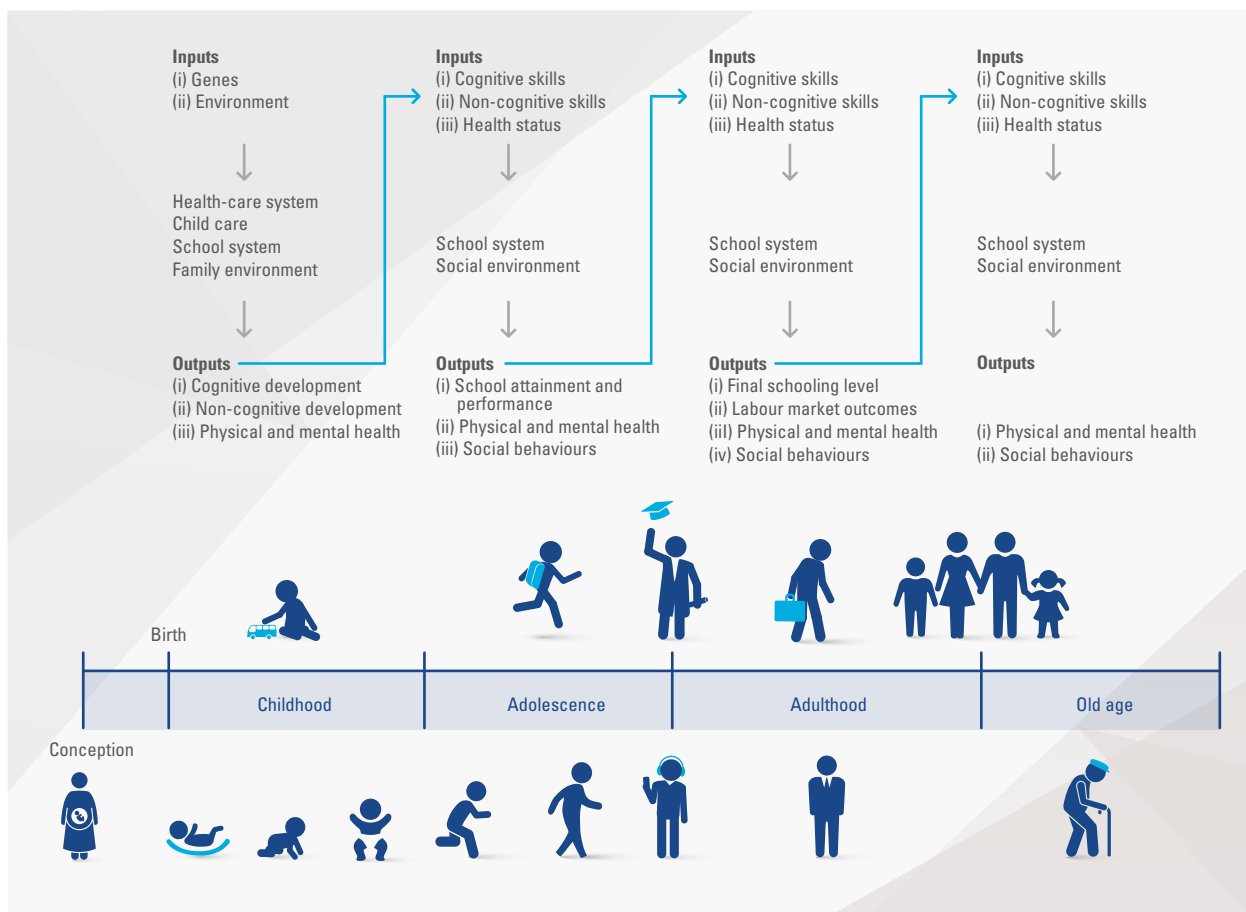 Inputs
(i) Genes
(ii) Environment
Health-care system
Child care
School system
Family environment
Outputs
(i) Cognitive development
(ii) Non-cognitive development
(iii) Physical and mental health
Inputs
(i) Cognitive skills
(ii) Non-cognitive skills
(iii) Health status
School system
Social environment
Outputs
(i) School attainment and
performance
(ii) Physical and mental health
(iii) Social behaviours
Inputs
(i) Cognitive skills
(ii) Non-cognitive skills
(iii) Health status
School system
Social environment
Outputs
(i) Final schooling level
(ii) Labour market outcomes
(iiI) Physical and mental health
(iv) Social behaviours
Inputs
(i) Cognitive skills
(ii) Non-cognitive skills
(iii) Health status
School system
Social environment
Outputs
(i) Physical and mental health
(ii) Social behaviours
Birth
Childhood
Adolescence
Adulthood
Old age
Conception